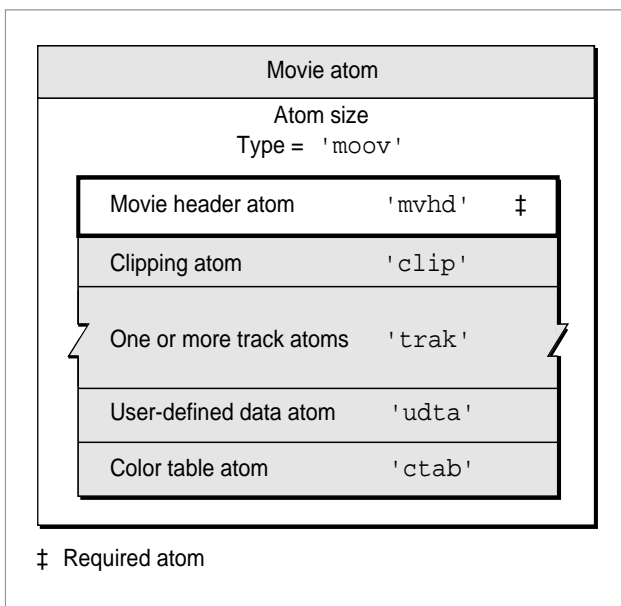 Movie atom
Atom size
Type = 'moov'
Movie header atom 'mvhd' ‡
Clipping atom 'clip'
One or more track atoms 'trak'
User-defined data atom 'udta'
Color table atom 'ctab'
‡ Required atom